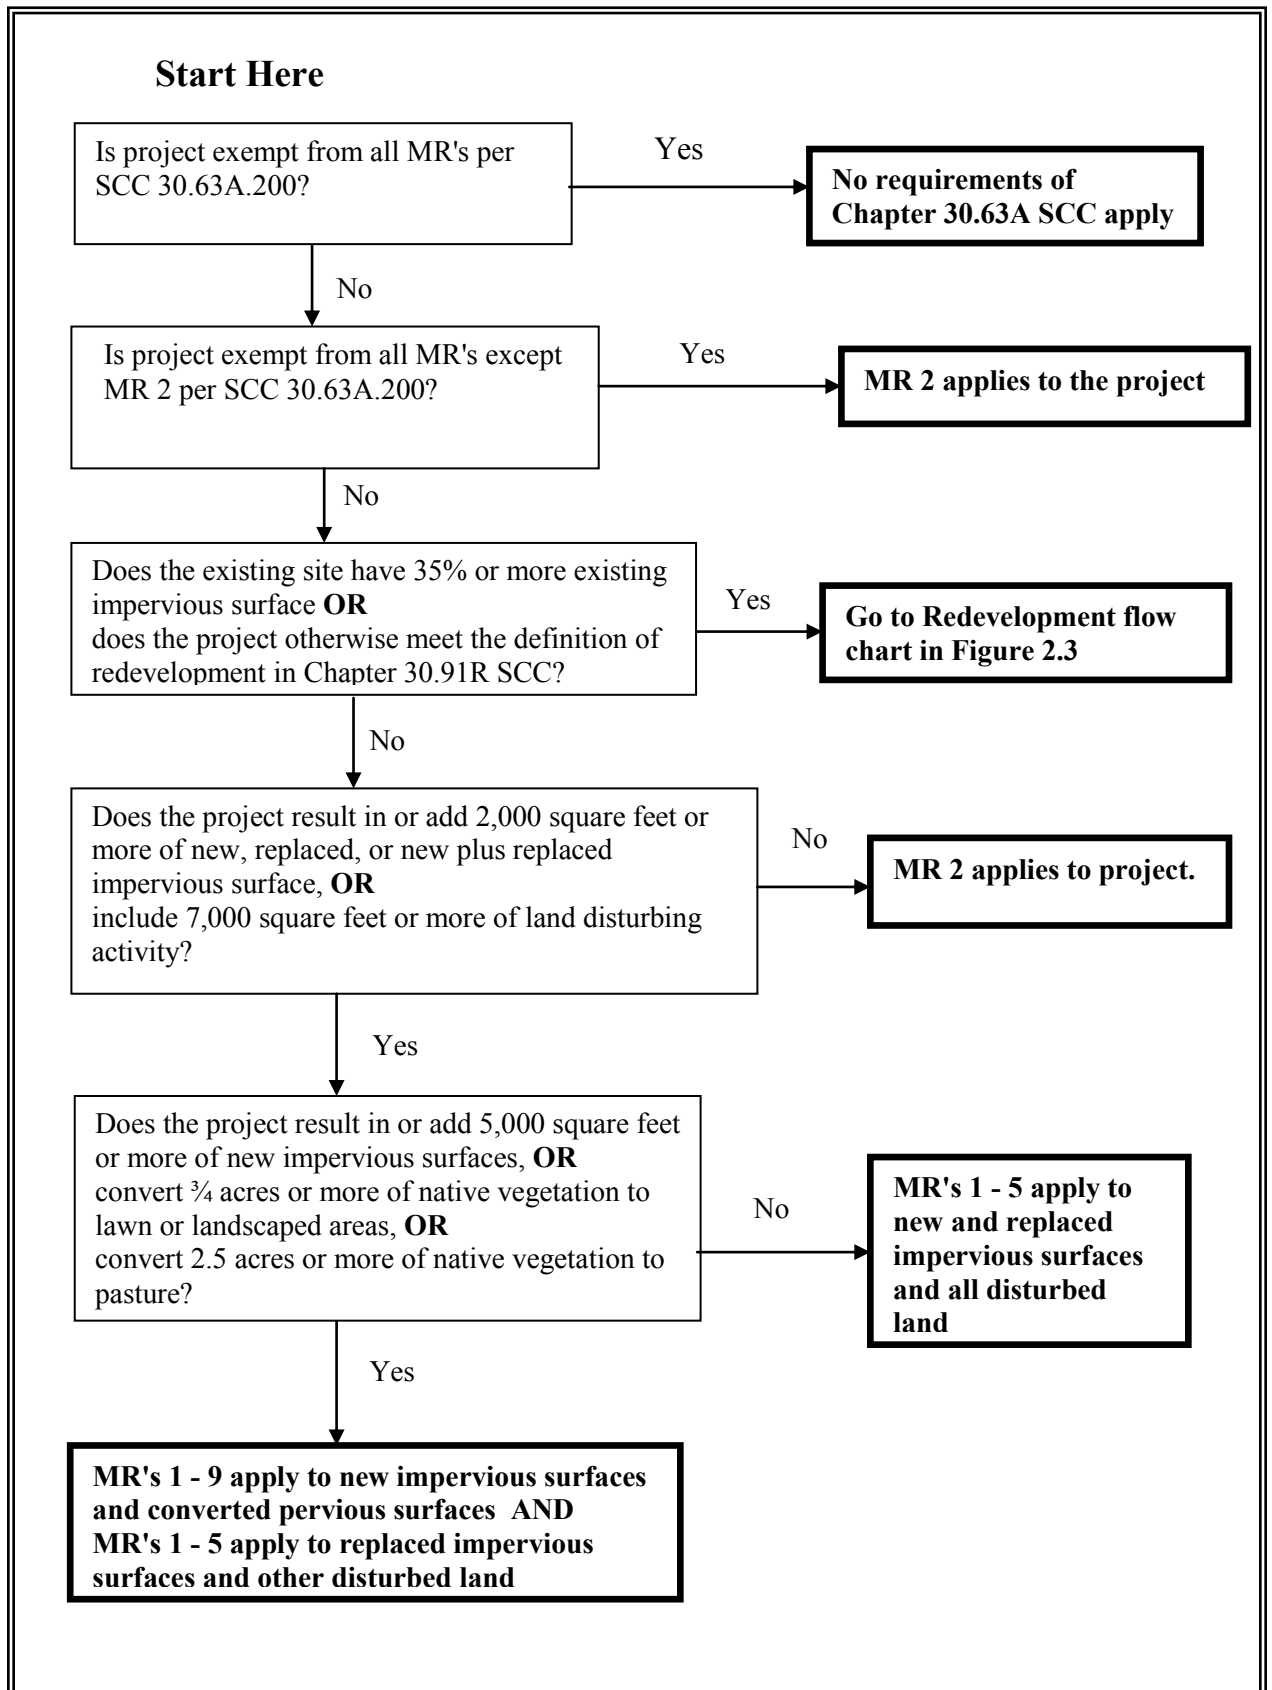 Start Here
Is project exempt from all MR's per
SCC 30.63A.200?
Yes
No requirements of
Chapter 30.63A SCC apply
No
Is project exempt from all MR's except
MR 2 per SCC 30.63A.200?
Yes
MR 2 applies to the project
No
Does the existing site have 35% or more existing
impervious surface OR
does the project otherwise meet the definition of
redevelopment in Chapter 30.91R SCC?
Yes
Go to Redevelopment flow
chart in Figure 2.3
No
Does the project result in or add 2,000 square feet or
more of new, replaced, or new plus replaced
impervious surface, OR
include 7,000 square feet or more of land disturbing
activity?
No
MR 2 applies to project.
Yes
Does the project result in or add 5,000 square feet
or more of new impervious surfaces, OR
convert ¾ acres or more of native vegetation to
lawn or landscaped areas, OR
convert 2.5 acres or more of native vegetation to
pasture?
No
MR's 1 - 5 apply to
new and replaced
impervious surfaces
and all disturbed
land
Yes
MR's 1 - 9 apply to new impervious surfaces
and converted pervious surfaces AND
MR's 1 - 5 apply to replaced impervious
surfaces and other disturbed land